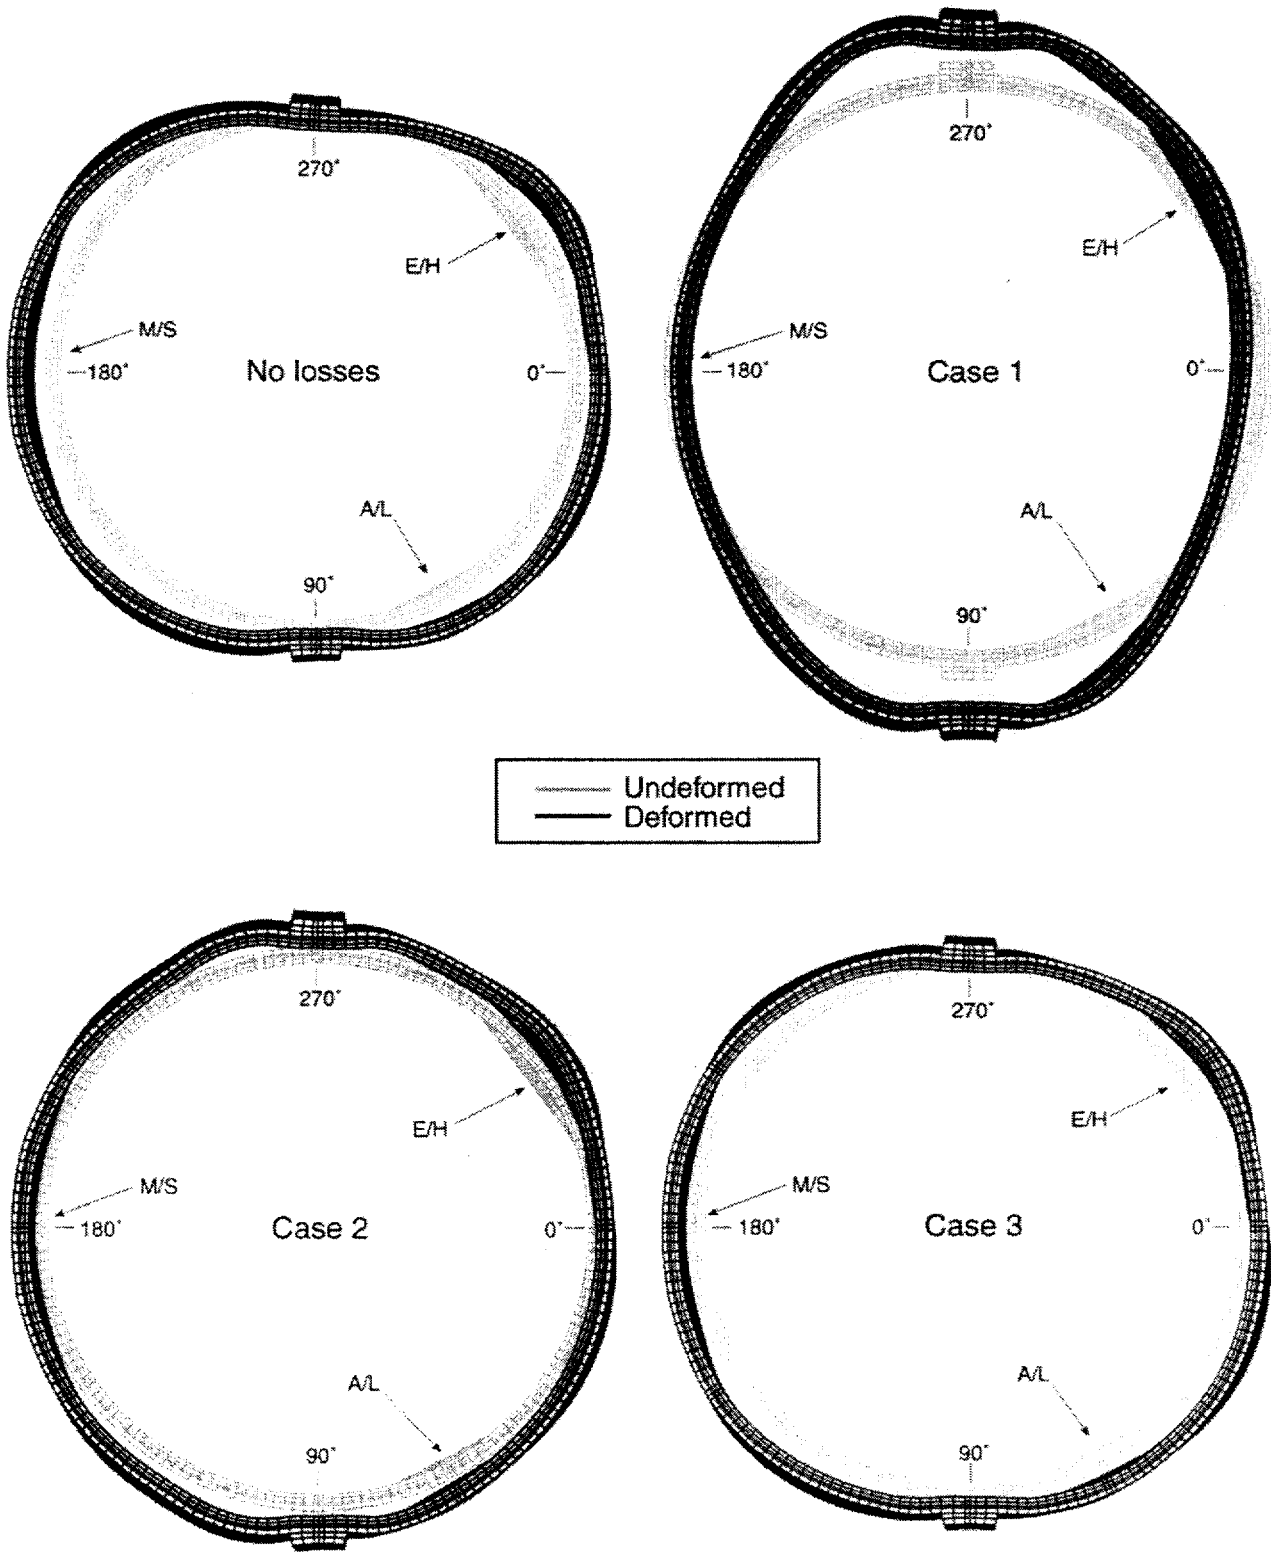 270°
E/H
M/S
180°
No losses
0°
A/L
90°
270°
E/H
M/S
180°
Case 1
0°
A/L
90°
Undeformed
Deformed
270°
E/H
M/S
180°
Case 2
0°
A/L
90°
270°
E/H
M/S
180°
Case 3
0°
A/L
90°